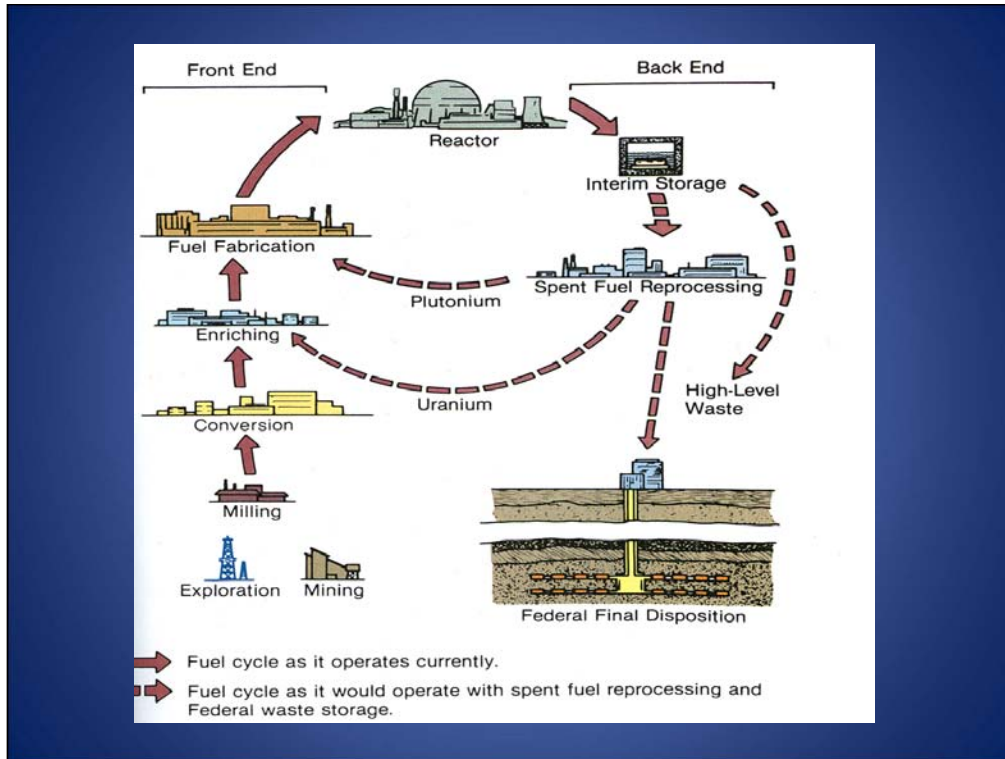 Front End
Back End
Reactor
Interim Storage
Fuel Fabrication
Spent Fuel Reprocessing
Plutonium
Enriching
Uranium
High-Level
Waste
Conversion
Milling
Exploration
Mining
Federal Final Disposition
Fuel cycle as it operates currently.
Fuel cycle as it would operate with spent fuel reprocessing and
Federal waste storage.